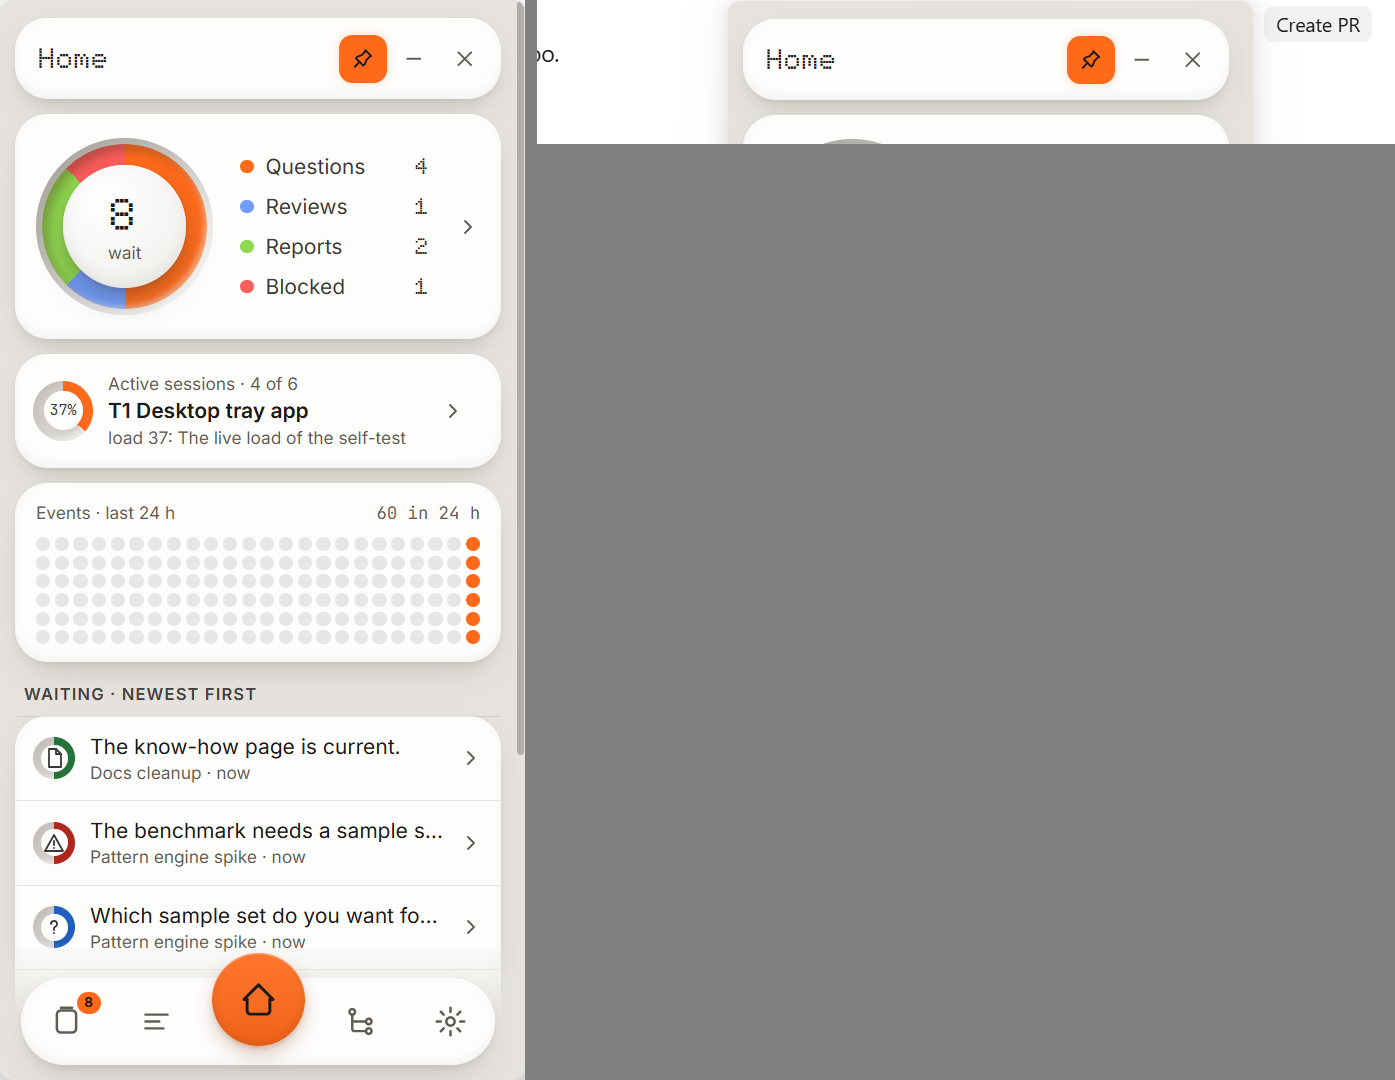 Home
8
wait
Questions 4
Reviews 1
Reports 2
Blocked 1
37%
Active sessions · 4 of 6
T1 Desktop tray app
load 37: The live load of the self-test
Events · last 24 h
60 in 24 h
WAITING · NEWEST FIRST
The know-how page is current.
Docs cleanup · now
The benchmark needs a sample s...
Pattern engine spike · now
?
Which sample set do you want fo...
Pattern engine spike · now
8
Home
Create PR